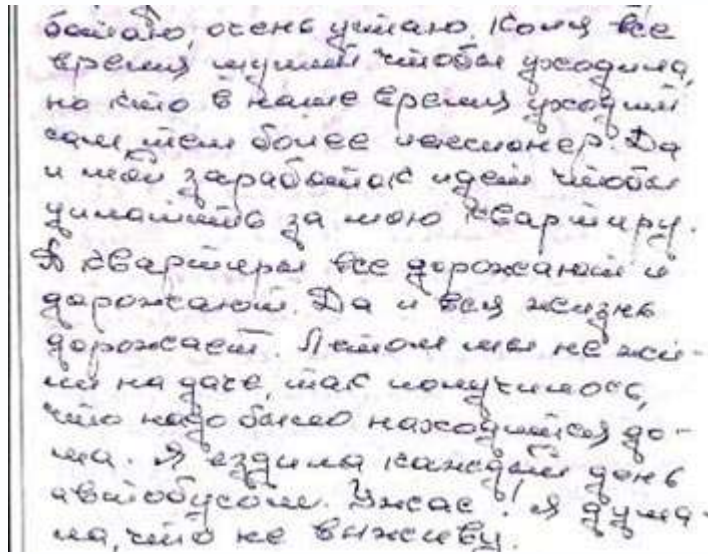 ботаю, очень устаю. Коля все
время шумит чтобы уходила,
но кто в наше время уходит
сам, тем более пенсионер. Да
и мой заработок идет чтобы
уплатить за мою квартиру.
А квартиры все дорожают и
дорожают. Да и вся жизнь
дорожает. Летом мы не жи-
ли на даче, так получилось,
что надо было находиться до-
ма. Я ездила каждый день
автобусом. Ужас! Я дума-
ла, что не выживу.